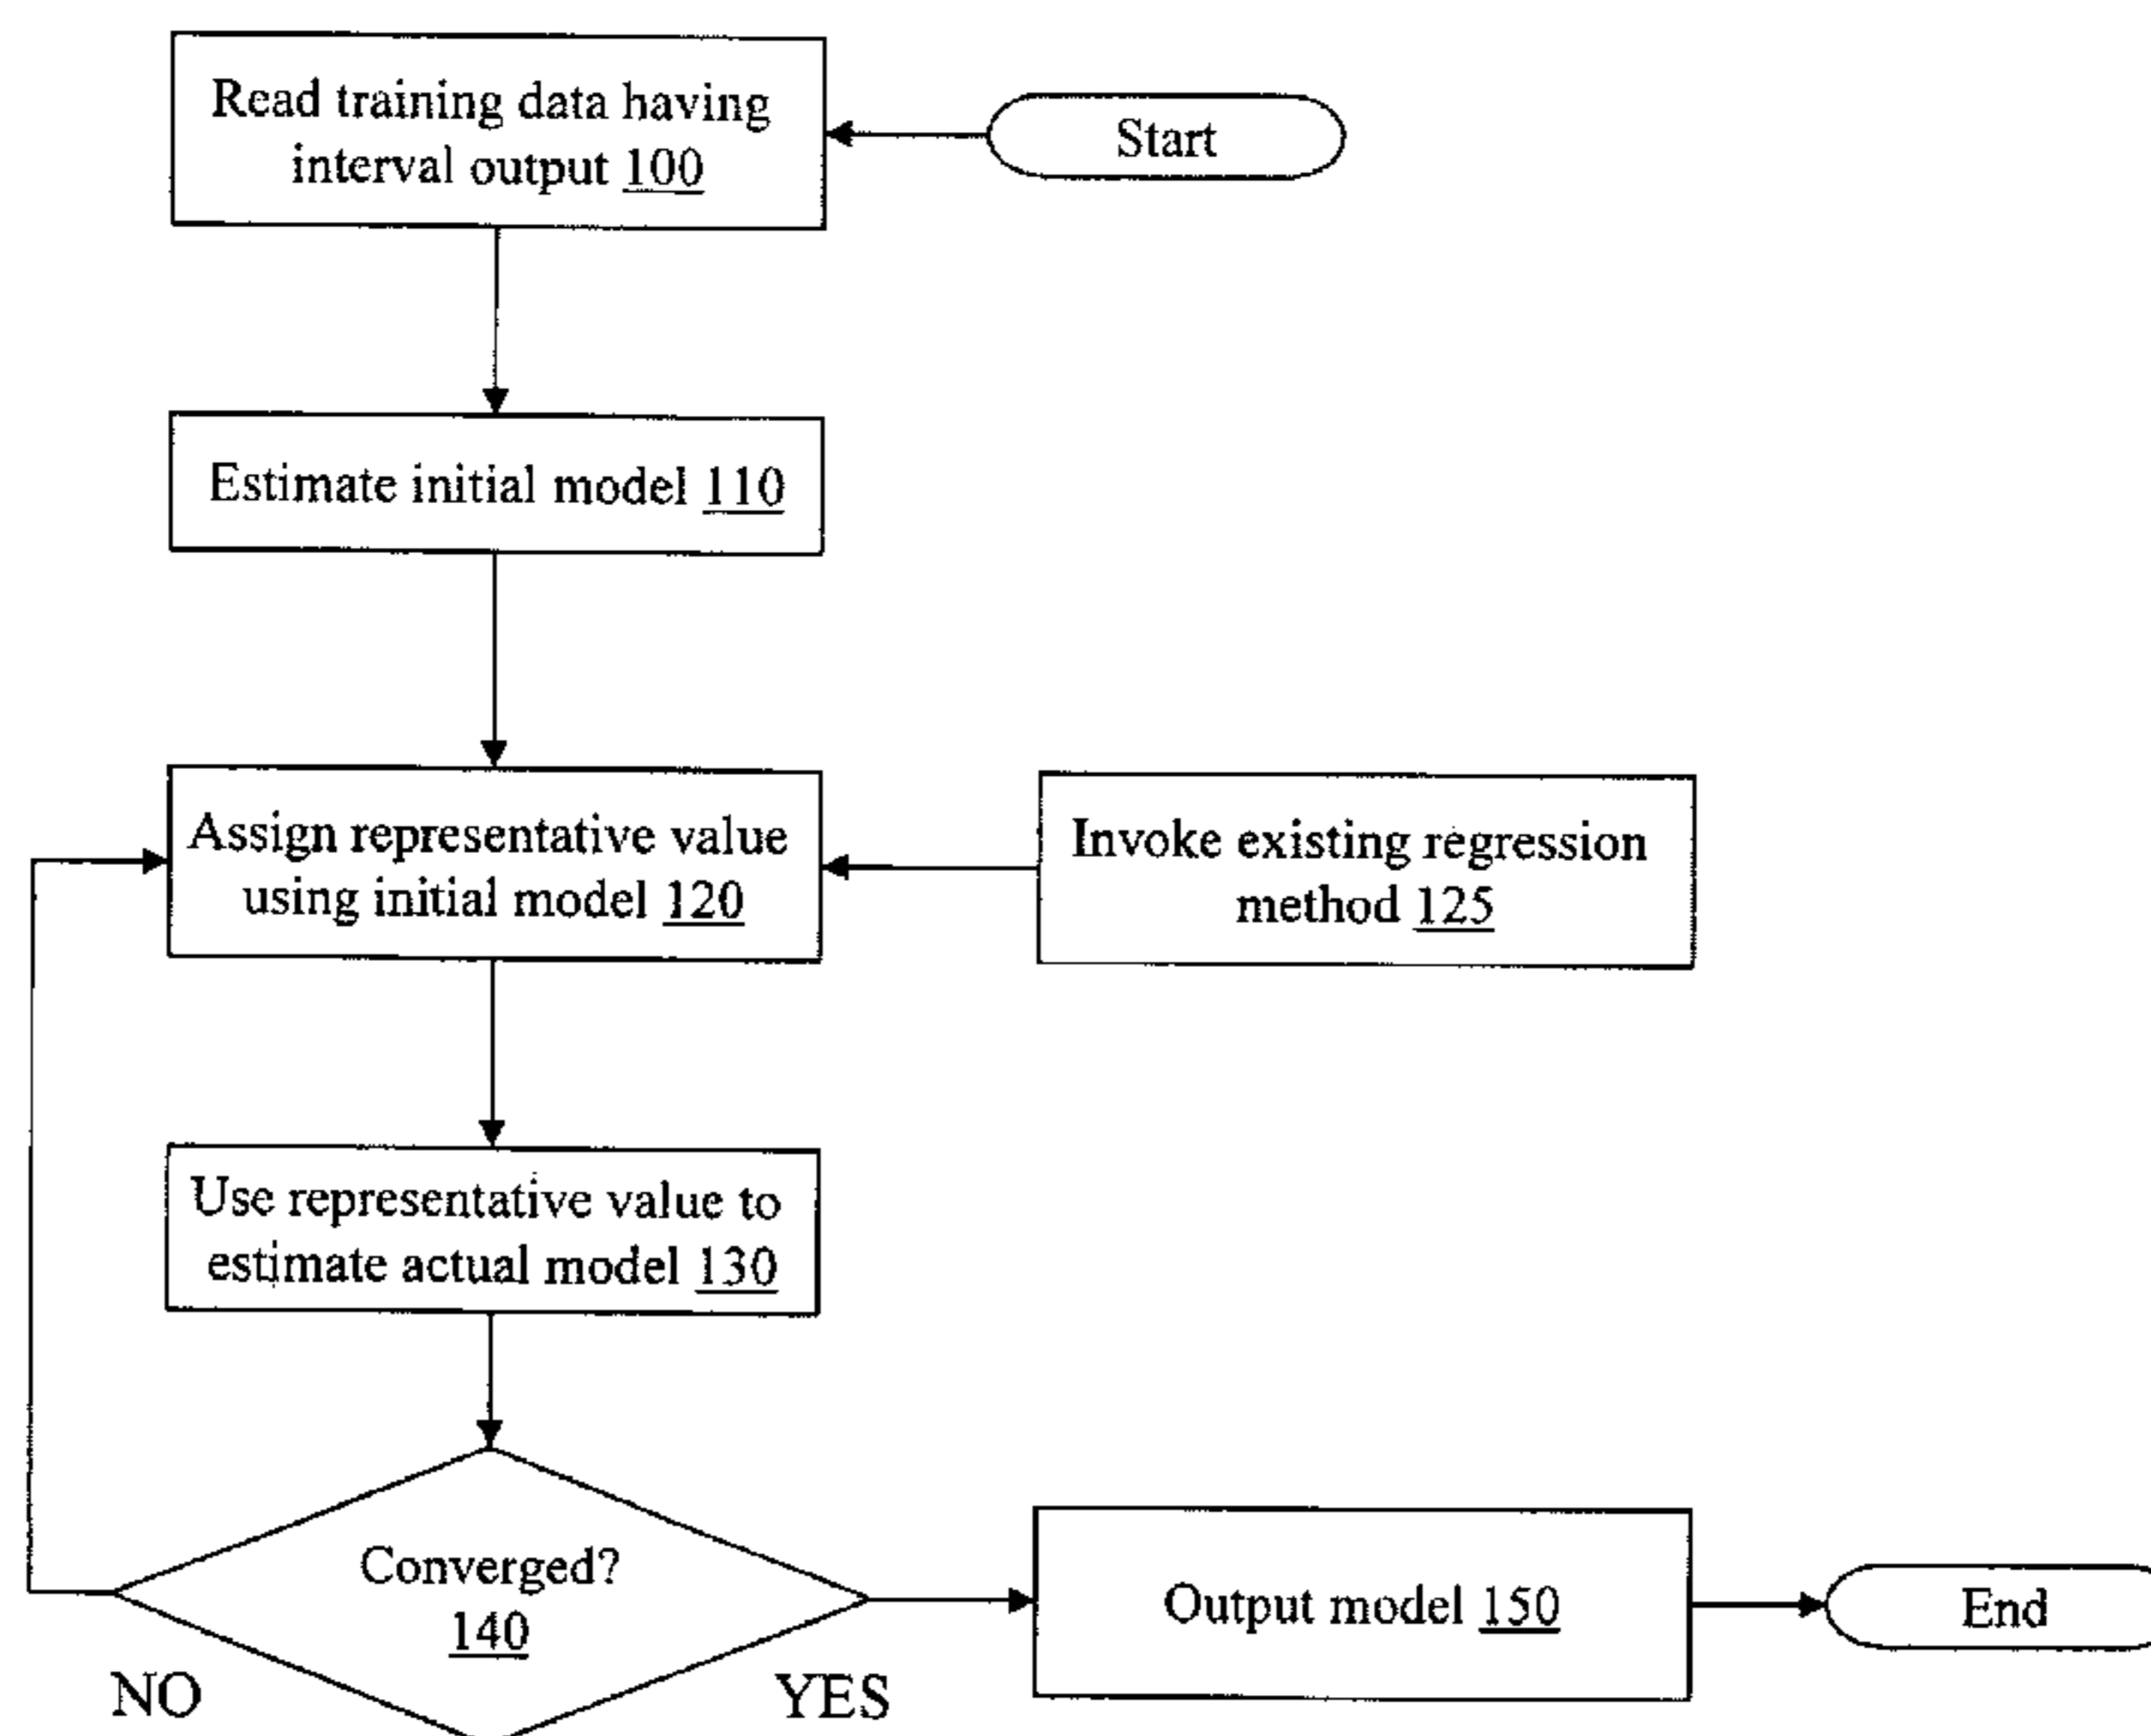 Read training data having
interval output 100
Start
Estimate initial model 110
Assign representative value
using initial model 120
Invoke existing regression
method 125
Use representative value to
estimate actual model 130
Converged?
140
NO
YES
Output model 150
End